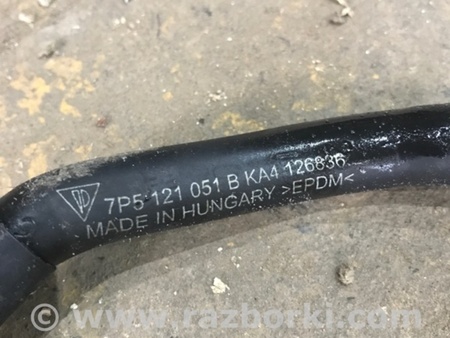 7P5 121 051 B KA4 126836
MADE IN HUNGARY >EPDM<
© www.razborki.com